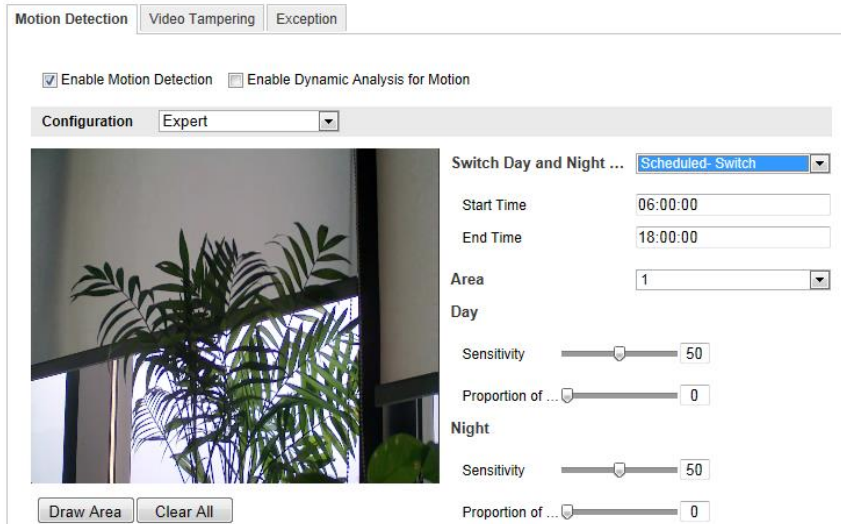 Motion Detection Video Tampering Exception
Enable Motion Detection Enable Dynamic Analysis for Motion
Configuration Expert
Switch Day and Night ... Scheduled- Switch
Start Time 06:00:00
End Time 18:00:00
Area 1
Day
Sensitivity 50
Proportion of ... 0
Night
Sensitivity 50
Proportion of ... 0
Draw Area Clear All